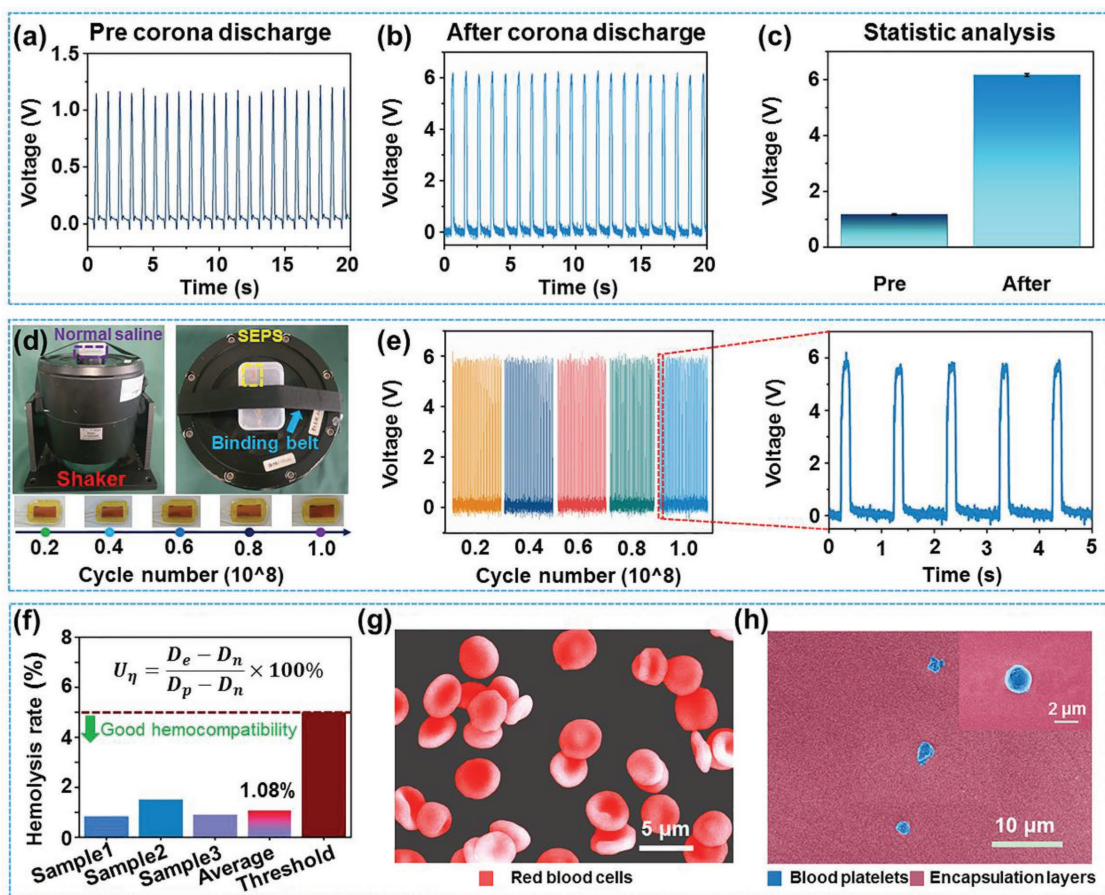 (a) Pre corona discharge
Voltage (V)
1.5
1.0
0.5
0.0
0 5 10 15 20
Time (s)
(b) After corona discharge
Voltage (V)
6
4
2
0
0 5 10 15 20
Time (s)
(c) Statistic analysis
Voltage (V)
6
4
2
0
Pre After
(d)
Normal saline
Shaker
SEPS
Binding belt
0.2 0.4 0.6 0.8 1.0
Cycle number (10^8)
(e)
Voltage (V)
6
4
2
0
0.2 0.4 0.6 0.8 1.0
Cycle number (10^8)
Voltage (V)
6
4
2
0
0 1 2 3 4 5
Time (s)
(f)
Hemolysis rate (%)
8
6
4
2
0
U_η = (D_e − D_n)/(D_p − D_n) × 100%
Good hemocompatibility
1.08%
Sample1 Sample2 Sample3 Average Threshold
(g)
5 μm
Red blood cells
(h)
2 μm
10 μm
Blood platelets Encapsulation layers